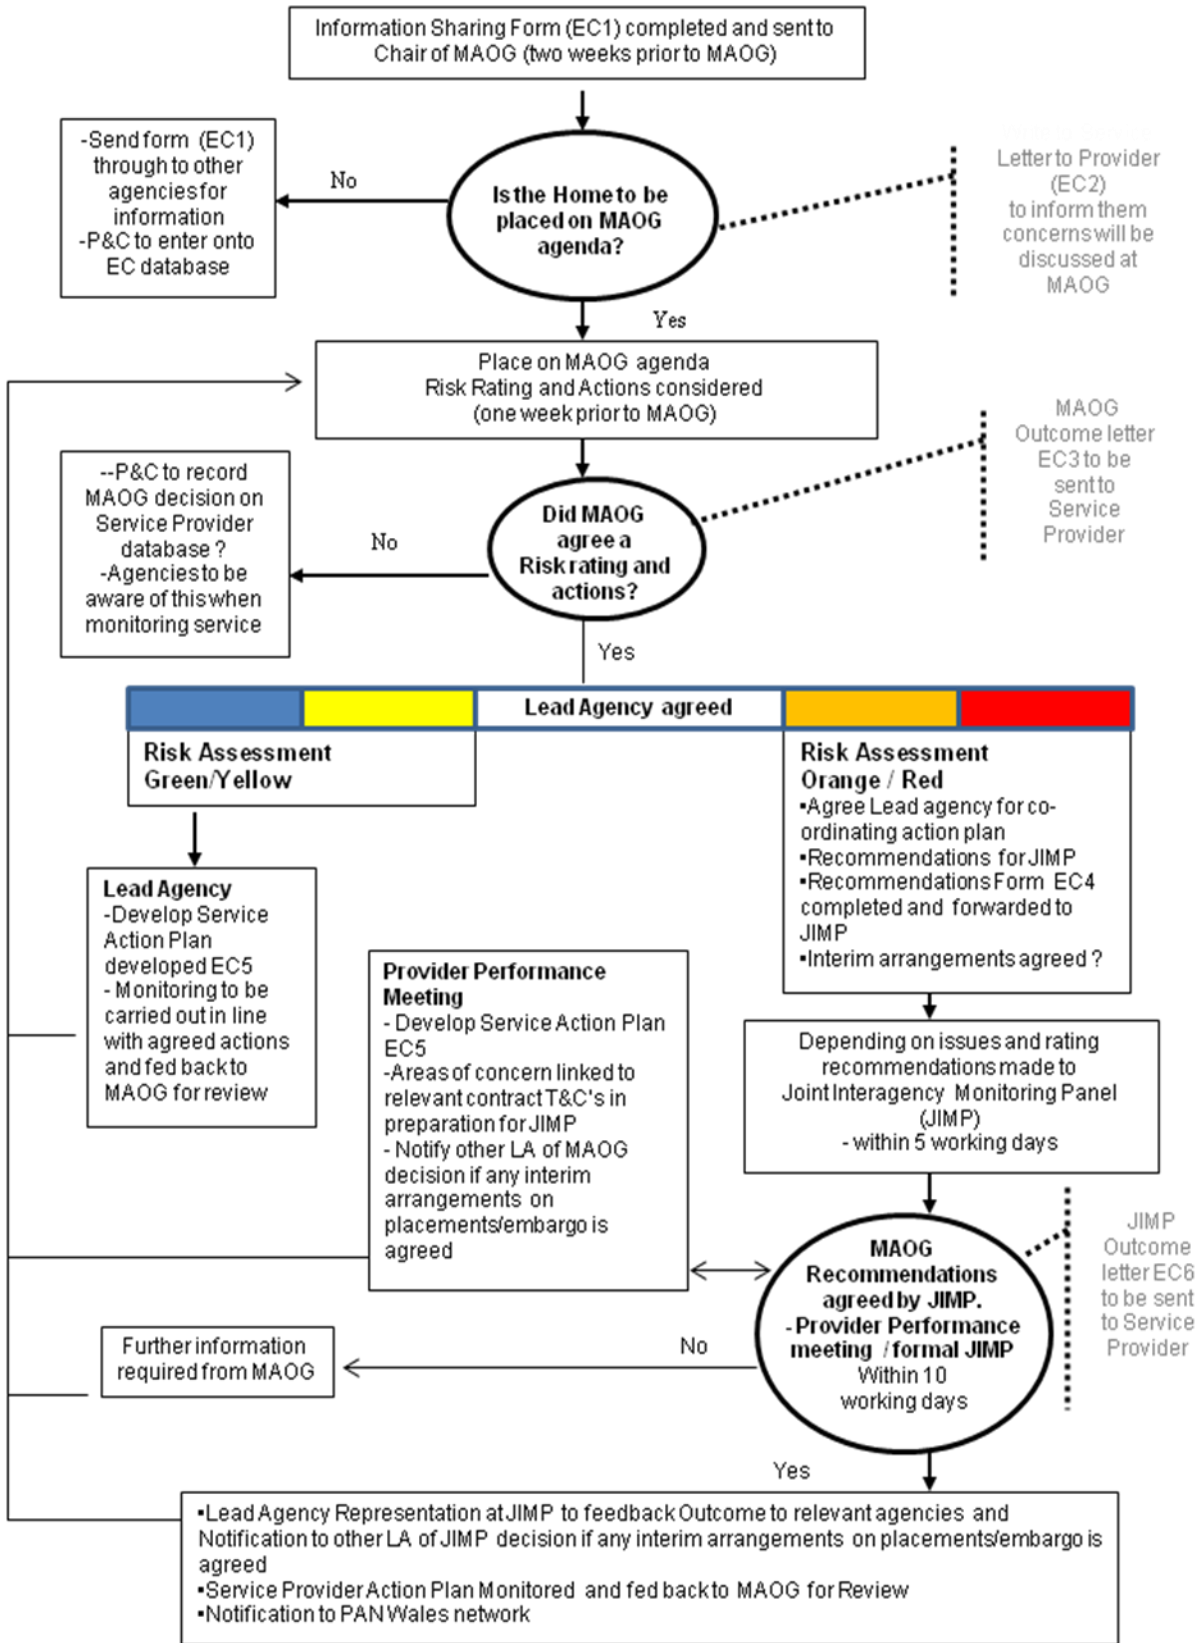 Information Sharing Form (EC1) completed and sent to
Chair of MAOG (two weeks prior to MAOG)
-Send form (EC1)
through to other
agencies for
information
-P&C to enter onto
EC database
No
Is the Home to be
placed on MAOG
agenda?
Letter to Provider
(EC2)
to inform them
concerns will be
discussed at
MAOG
Yes
Place on MAOG agenda
Risk Rating and Actions considered
(one week prior to MAOG)
MAOG
Outcome letter
EC3 to be
sent to
Service
Provider
--P&C to record
MAOG decision on
Service Provider
database ?
-Agencies to be
aware of this when
monitoring service
No
Did MAOG
agree a
Risk rating and
actions?
Yes
Lead Agency agreed
Risk Assessment
Green/Yellow
Risk Assessment
Orange / Red
▪Agree Lead agency for co-
ordinating action plan
▪Recommendations for JIMP
▪Recommendations Form EC4
completed and forwarded to
JIMP
▪Interim arrangements agreed ?
Lead Agency
-Develop Service
Action Plan
developed EC5
- Monitoring to be
carried out in line
with agreed actions
and fed back to
MAOG for review
Provider Performance
Meeting
- Develop Service Action Plan
EC5
-Areas of concern linked to
relevant contract T&C's in
preparation for JIMP
- Notify other LA of MAOG
decision if any interim
arrangements on
placements/embargo is
agreed
Depending on issues and rating
recommendations made to
Joint Interagency Monitoring Panel
(JIMP)
- within 5 working days
MAOG
Recommendations
agreed by JIMP.
- Provider Performance
meeting / formal JIMP
Within 10
working days
JIMP
Outcome
letter EC6
to be sent
to Service
Provider
No
Further information
required from MAOG
Yes
▪Lead Agency Representation at JIMP to feedback Outcome to relevant agencies and
Notification to other LA of JIMP decision if any interim arrangements on placements/embargo is
agreed
▪Service Provider Action Plan Monitored and fed back to MAOG for Review
▪Notification to PAN Wales network